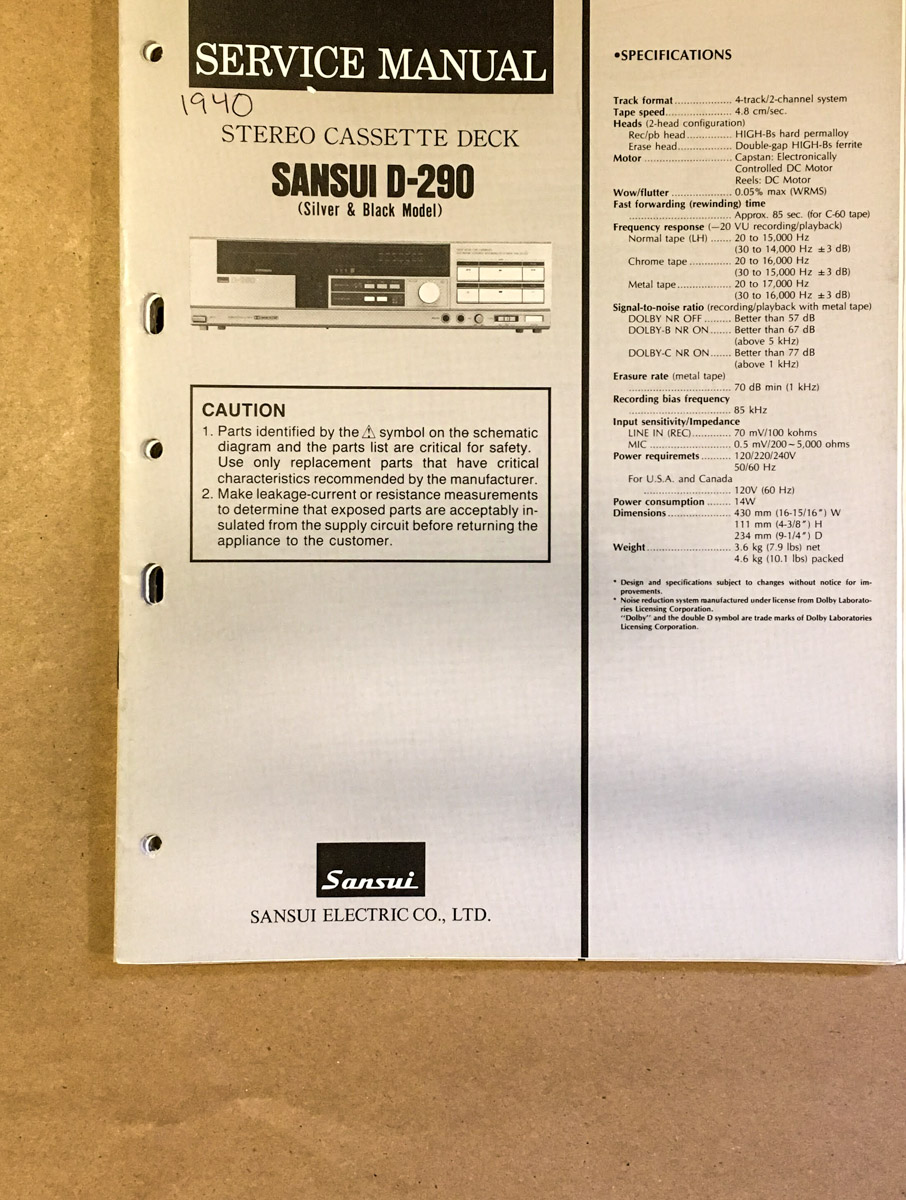 SERVICE MANUAL
1940
STEREO CASSETTE DECK
SANSUI D-290
(Silver & Black Model)
CAUTION
1. Parts identified by the ⚠ symbol on the schematic
diagram and the parts list are critical for safety.
Use only replacement parts that have critical
characteristics recommended by the manufacturer.
2. Make leakage-current or resistance measurements
to determine that exposed parts are acceptably in-
sulated from the supply circuit before returning the
appliance to the customer.
Sansui
SANSUI ELECTRIC CO., LTD.
•SPECIFICATIONS
Track format .................. 4-track/2-channel system
Tape speed..................... 4.8 cm/sec.
Heads (2-head configuration)
Rec/pb head .............. HIGH-Bs hard permalloy
Erase head................. Double-gap HIGH-Bs ferrite
Motor ........................... Capstan: Electronically
Controlled DC Motor
Reels: DC Motor
Wow/flutter ................... 0.05% max (WRMS)
Fast forwarding (rewinding) time
................................ Approx. 85 sec. (for C-60 tape)
Frequency response (−20 VU recording/playback)
Normal tape (LH) ....... 20 to 15,000 Hz
(30 to 14,000 Hz ±3 dB)
Chrome tape .............. 20 to 16,000 Hz
(30 to 15,000 Hz ±3 dB)
Metal tape ................. 20 to 17,000 Hz
(30 to 16,000 Hz ±3 dB)
Signal-to-noise ratio (recording/playback with metal tape)
DOLBY NR OFF ......... Better than 57 dB
DOLBY-B NR ON....... Better than 67 dB
(above 5 kHz)
DOLBY-C NR ON....... Better than 77 dB
(above 1 kHz)
Erasure rate (metal tape)
................................ 70 dB min (1 kHz)
Recording bias frequency
................................ 85 kHz
Input sensitivity/Impedance
LINE IN (REC)............. 70 mV/100 kohms
MIC .......................... 0.5 mV/200~5,000 ohms
Power requiremets .......... 120/220/240V
50/60 Hz
For U.S.A. and Canada
........................... 120V (60 Hz)
Power consumption ........ 14W
Dimensions .................... 430 mm (16-15/16″) W
111 mm (4-3/8″) H
234 mm (9-1/4″) D
Weight........................... 3.6 kg (7.9 lbs) net
4.6 kg (10.1 lbs) packed
* Design and specifications subject to changes without notice for im-
provements.
* Noise reduction system manufactured under license from Dolby Laborato-
ries Licensing Corporation.
"Dolby" and the double D symbol are trade marks of Dolby Laboratories
Licensing Corporation.